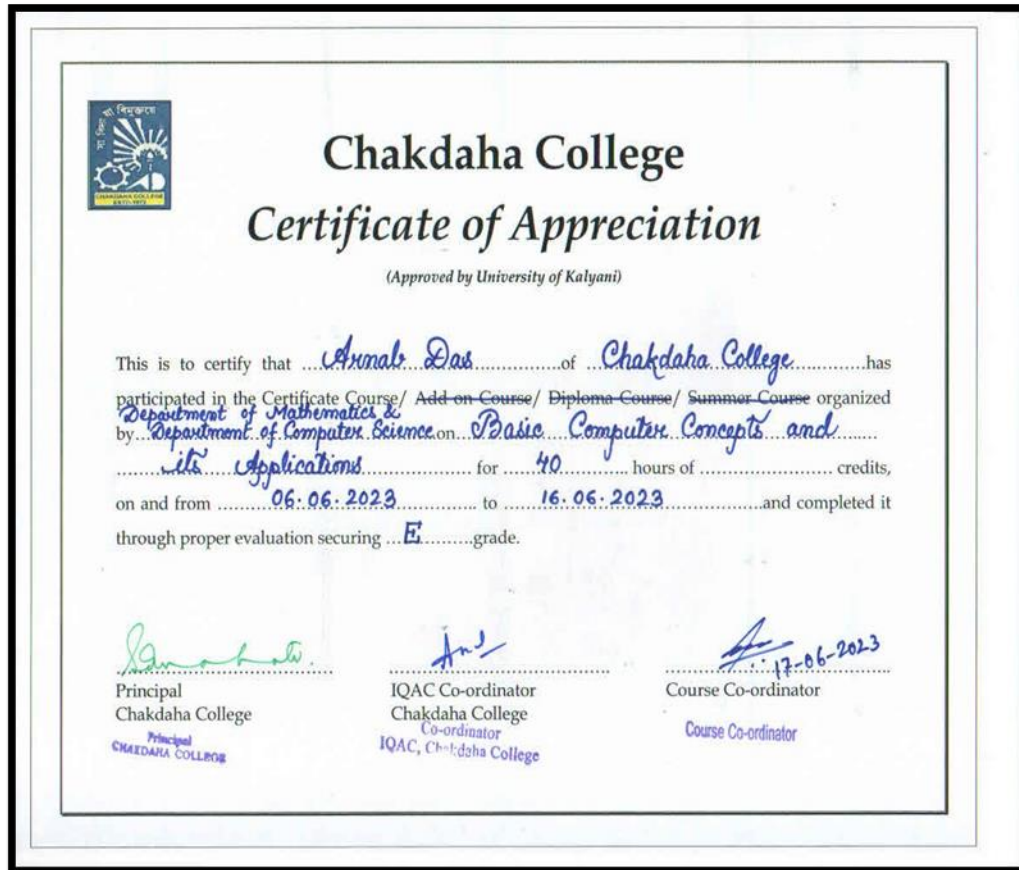 সা বিদ্যা যা বিমুক্তয়ে
CHAKDAHA COLLEGE
ESTD-1972
Chakdaha College
Certificate of Appreciation
(Approved by University of Kalyani)
This is to certify that ....Arnab Das..............of ....Chakdaha College............has
participated in the Certificate Course/ Add on Course/ Diploma Course/ Summer Course organized
Department of Mathematics &
by...Department of Computer Science on ...Basic Computer Concepts and......
..........its Applications.................. for .....40............ hours of ...................... credits,
on and from .........06.06.2023............... to ......16.06.2023..................and completed it
through proper evaluation securing ...E..........grade.
17-06-2023
Principal
Chakdaha College
Principal
CHAKDAHA COLLEGE
IQAC Co-ordinator
Chakdaha College
Co-ordinator
IQAC, Chakdaha College
Course Co-ordinator
Course Co-ordinator